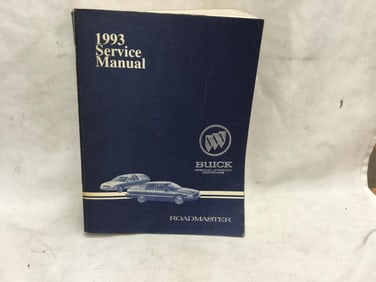 1993
Service
Manual
BUICK
ROADMASTER